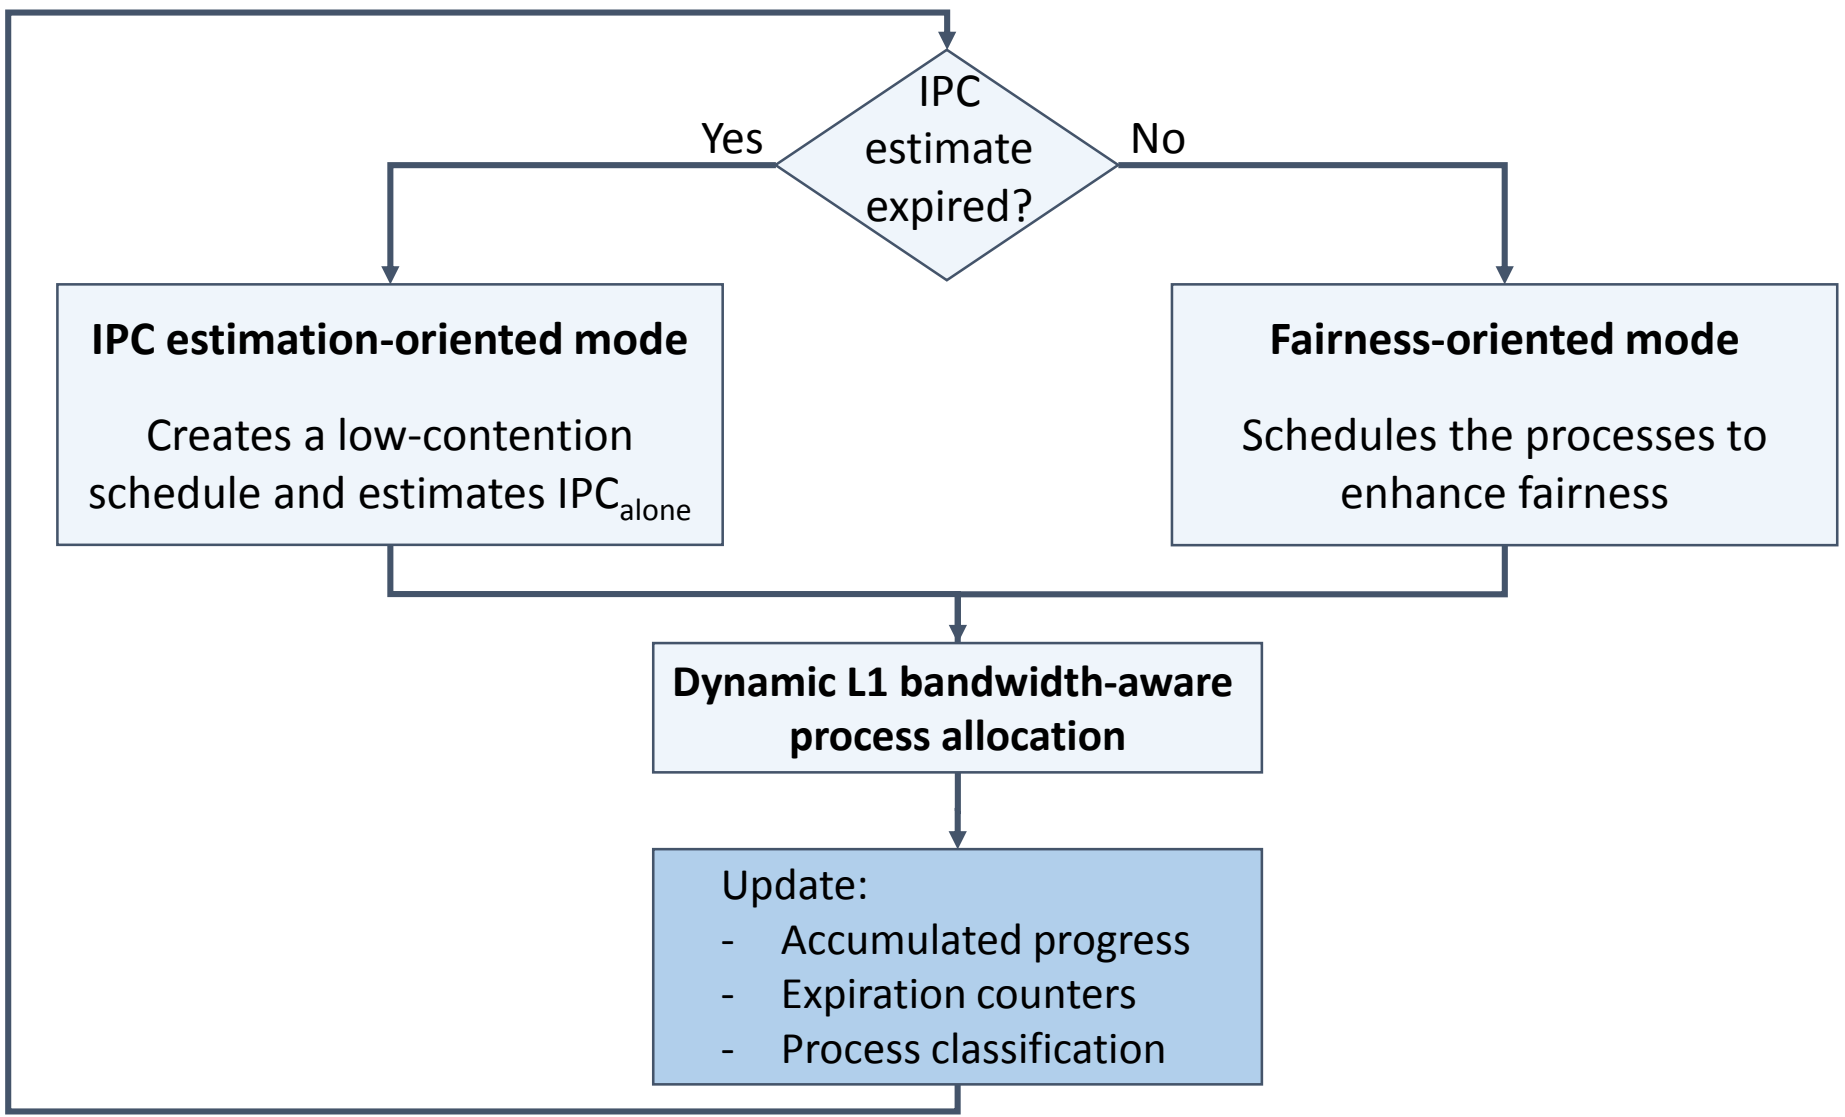 IPC
estimate
expired?
Yes
No
IPC estimation-oriented mode
Creates a low-contention
schedule and estimates IPCalone
Fairness-oriented mode
Schedules the processes to
enhance fairness
Dynamic L1 bandwidth-aware
process allocation
Update:
- Accumulated progress
- Expiration counters
- Process classification